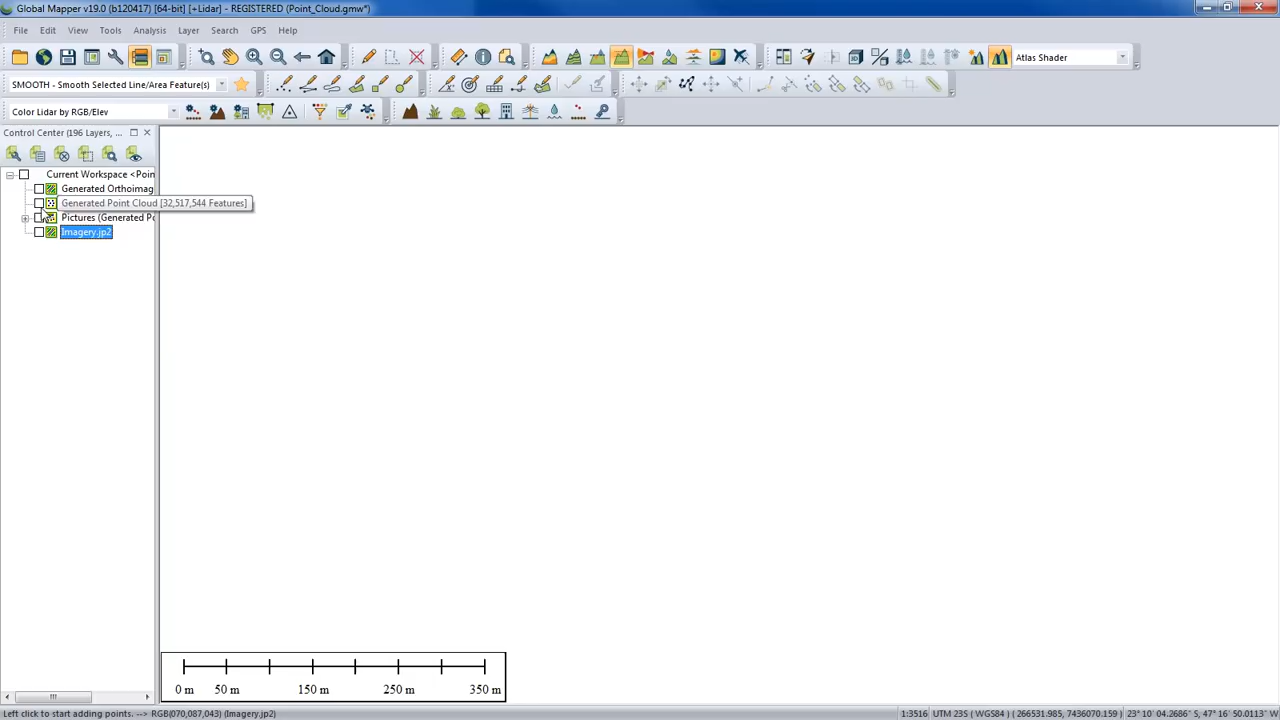 Global Mapper v19.0 (b120417) [64-bit] [+Lidar] - REGISTERED (Point_Cloud.gmw*)
File Edit View Tools Analysis Layer Search GPS Help
Atlas Shader
SMOOTH - Smooth Selected Line/Area Feature(s)
Color Lidar by RGB/Elev
Control Center (196 Layers, ...
Current Workspace <Poin
Generated Orthoimag
Generated Point Cloud [32,517,544 Features]
Pictures (Generated Po
Imagery.jp2
0 m 50 m 150 m 250 m 350 m
Left click to start adding points. --> RGB(070,087,043) (Imagery.jp2)
1:3516 UTM 23S (WGS84) ( 266531.985, 7436070.159 ) 23° 10' 04.2686" S, 47° 16' 50.0113" W